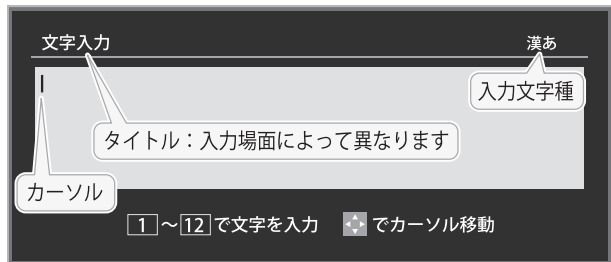 文字入力
漢あ
入力文字種
タイトル：入力場面によって異なります
カーソル
1～12で文字を入力 でカーソル移動